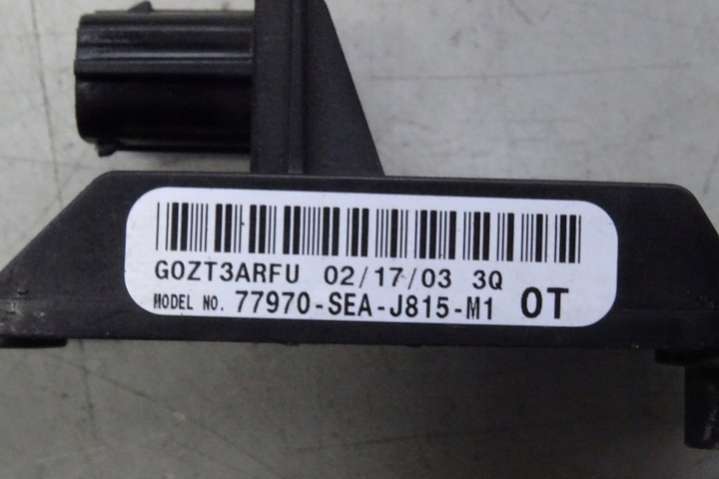 G0ZT3ARFU 02/17/03 3Q
MODEL NO. 77970-SEA-J815-M1 0T